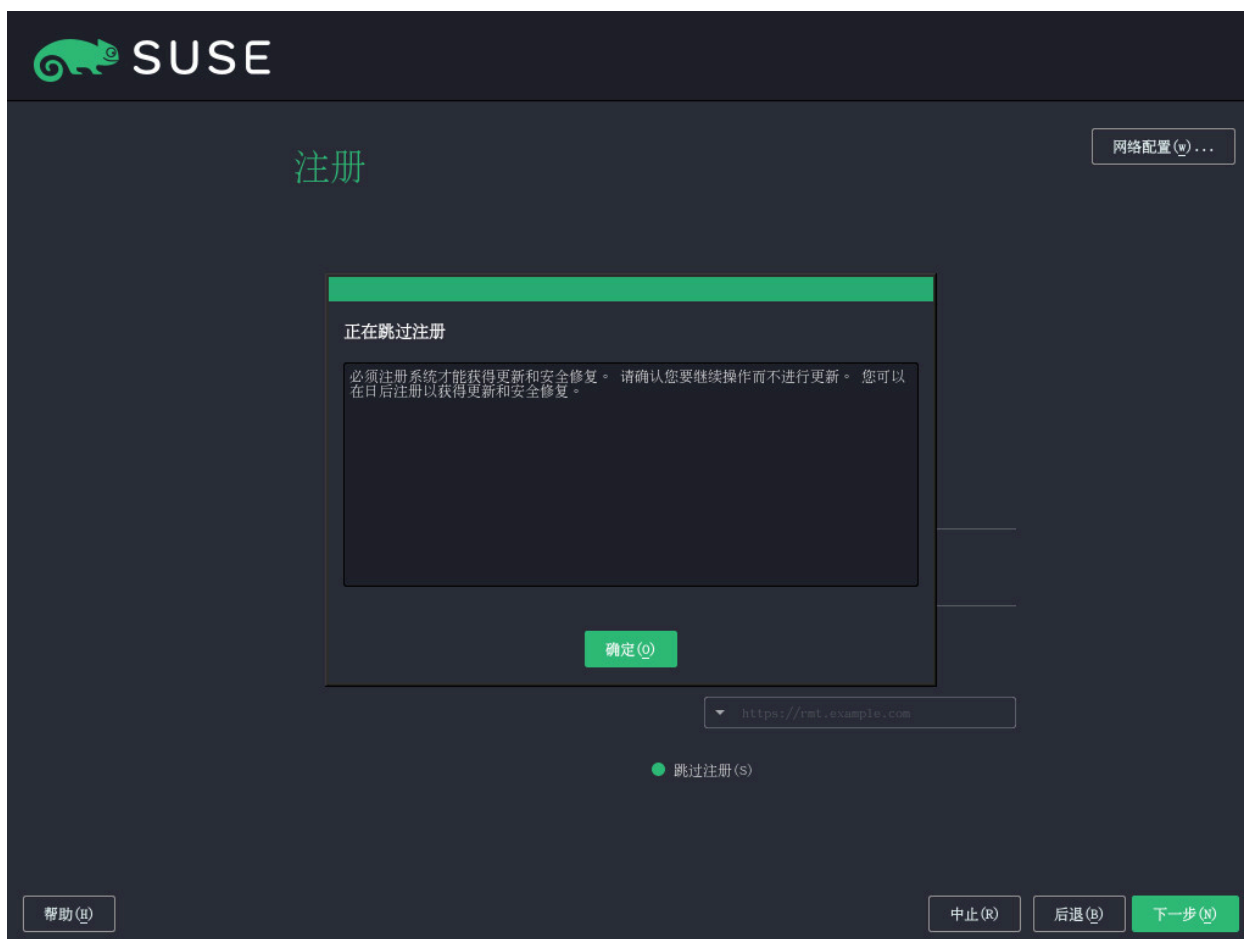 SUSE
网络配置(w)...
注册
正在跳过注册
必须注册系统才能获得更新和安全修复。 请确认您要继续操作而不进行更新。 您可以
在日后注册以获得更新和安全修复。
确定(O)
https://rmt.example.com
跳过注册(S)
帮助(H)
中止(R)
后退(B)
下一步(N)